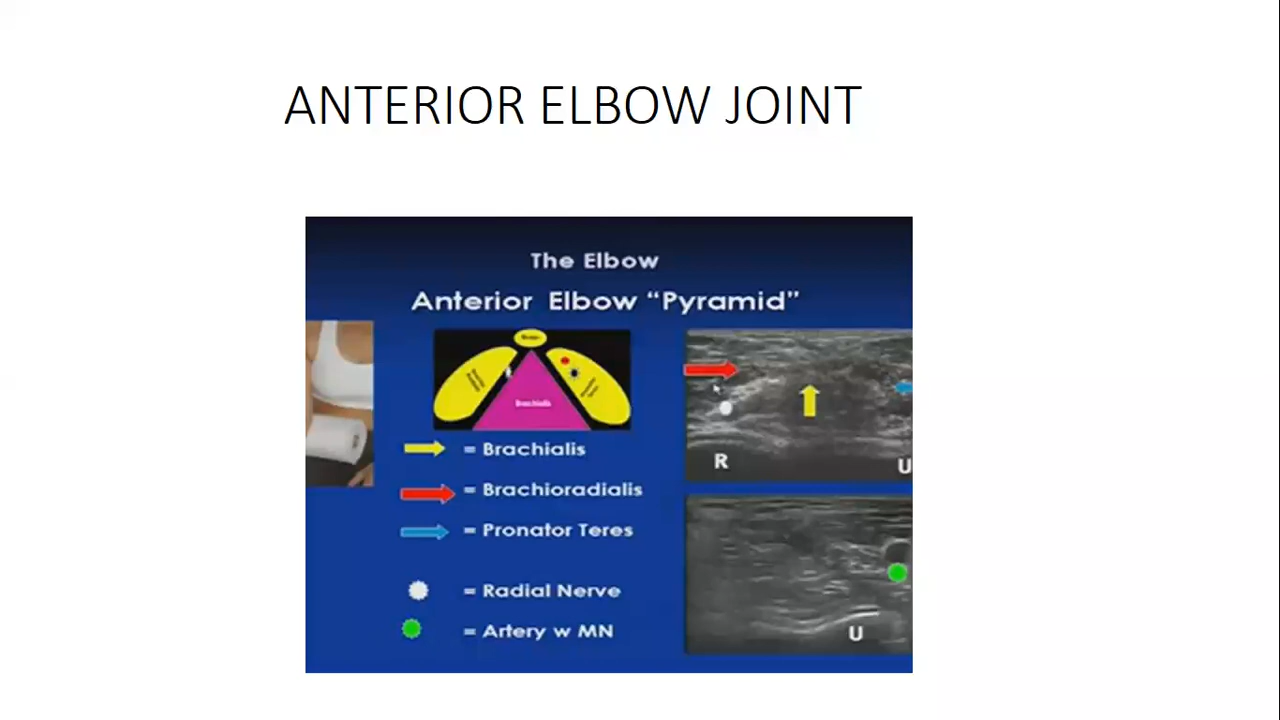 ANTERIOR ELBOW JOINT
The Elbow
Anterior Elbow “Pyramid”
Brachialis
= Brachialis
= Brachioradialis
= Pronator Teres
= Radial Nerve
= Artery w MN
R
U
U